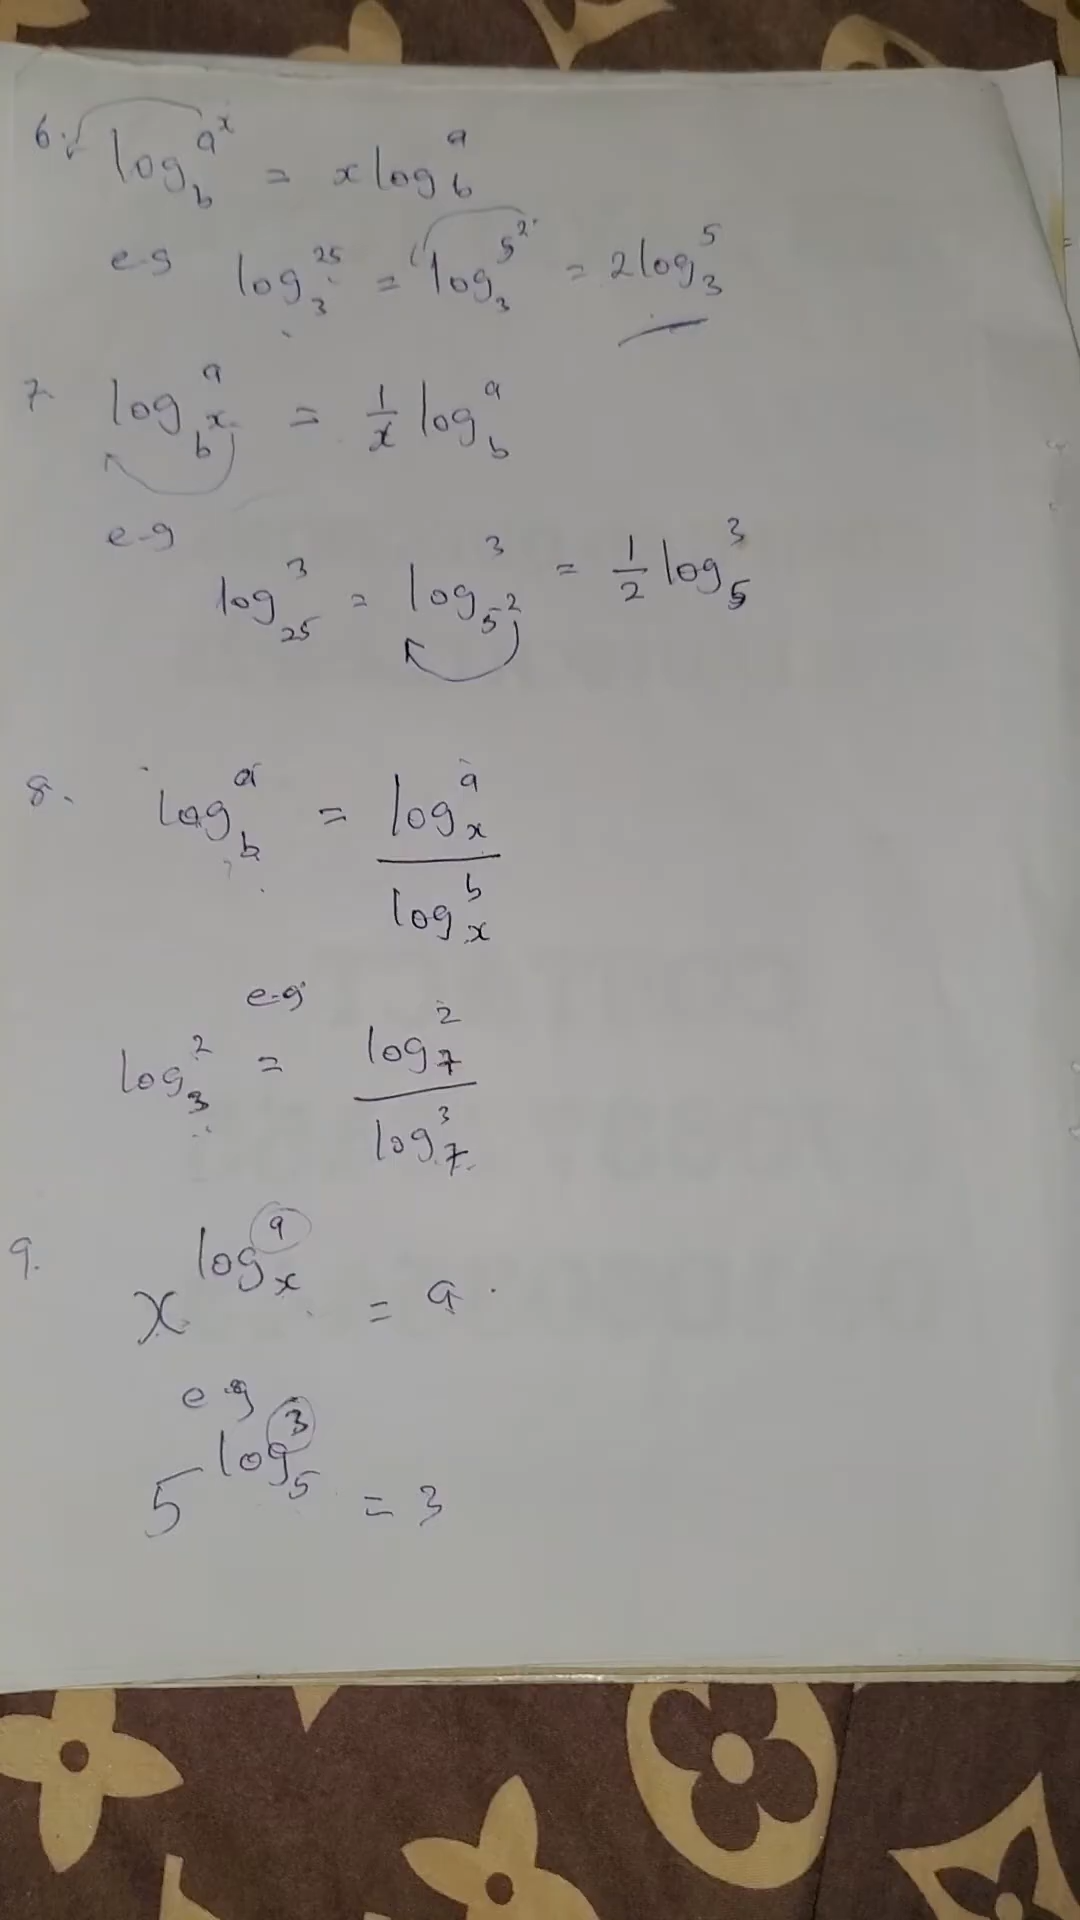 6. log_b a^x = x log_b a
e-g log_3 25 = log_3 5^2 = 2 log_3 5
7. log_{b^x} a = 1/x log_b a
e-g
log_25 3 = log_{5^2} 3 = 1/2 log_5 3
8. log_b a = log_x a / log_x b
e-g
log_3 2 = log_7 2 / log_7 3
9. x^{log_x a} = a
e.g
5^{log_5 3} = 3